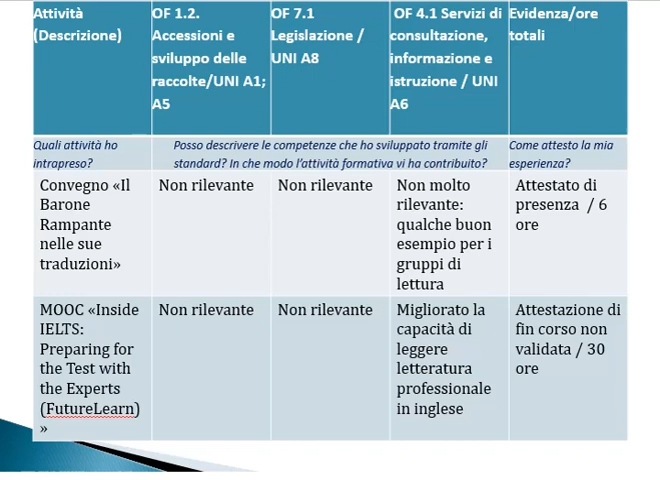 Attività
(Descrizione)
OF 1.2.
Accessioni e
sviluppo delle
raccolte/UNI A1;
A5
OF 7.1
Legislazione /
UNI A8
OF 4.1 Servizi di
consultazione,
informazione e
istruzione / UNI
A6
Evidenza/ore
totali
Quali attività ho
intrapreso?
Posso descrivere le competenze che ho sviluppato tramite gli
standard? In che modo l'attività formativa vi ha contribuito?
Come attesto la mia
esperienza?
Convegno «Il
Barone
Rampante
nelle sue
traduzioni»
Non rilevante
Non rilevante
Non molto
rilevante:
qualche buon
esempio per i
gruppi di
lettura
Attestato di
presenza / 6
ore
MOOC «Inside
IELTS:
Preparing for
the Test with
the Experts
(FutureLearn)
»
Non rilevante
Non rilevante
Migliorato la
capacità di
leggere
letteratura
professionale
in inglese
Attestazione di
fin corso non
validata / 30
ore